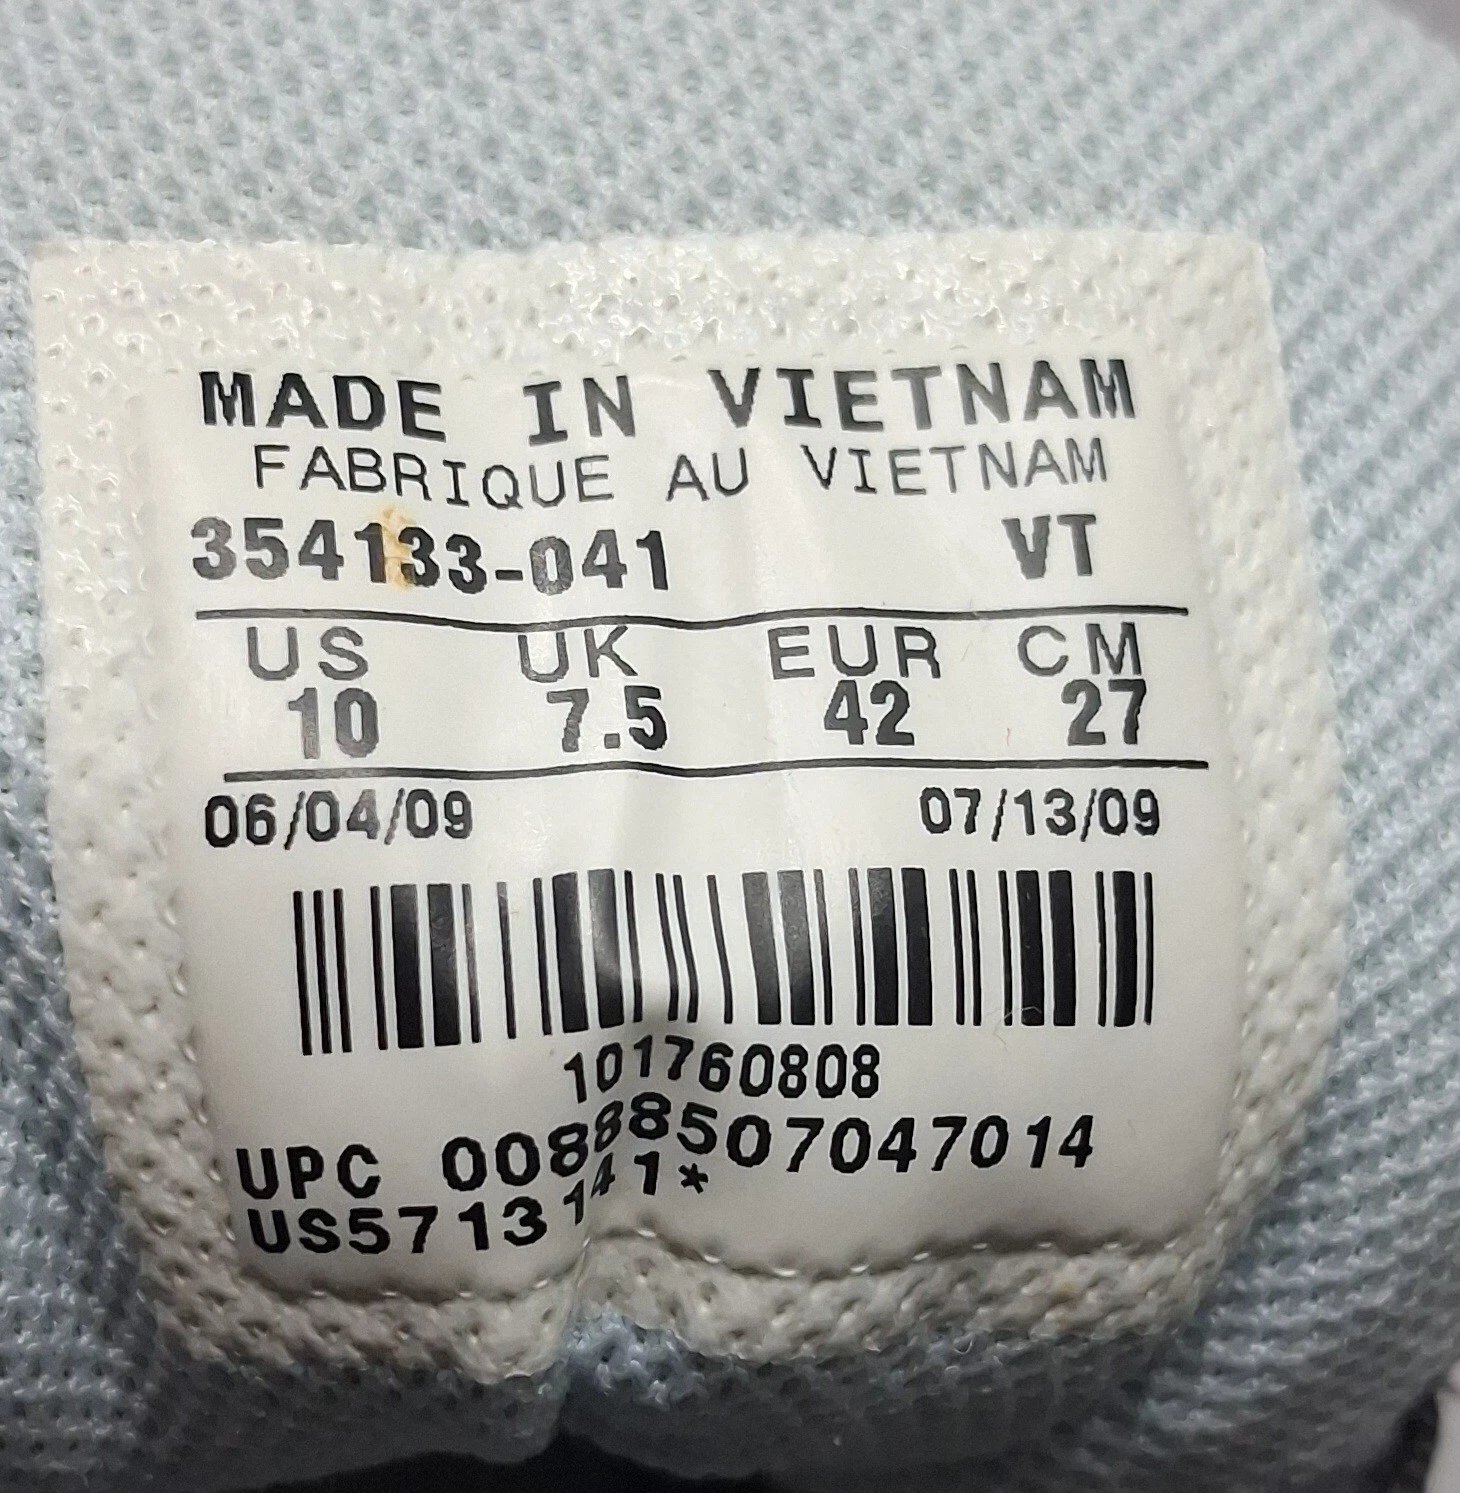 MADE IN VIETNAM
FABRIQUE AU VIETNAM
354133-041 VT
US UK EUR CM
10 7.5 42 27
06/04/09 07/13/09
101760808
UPC 00888507047014
US5713141*